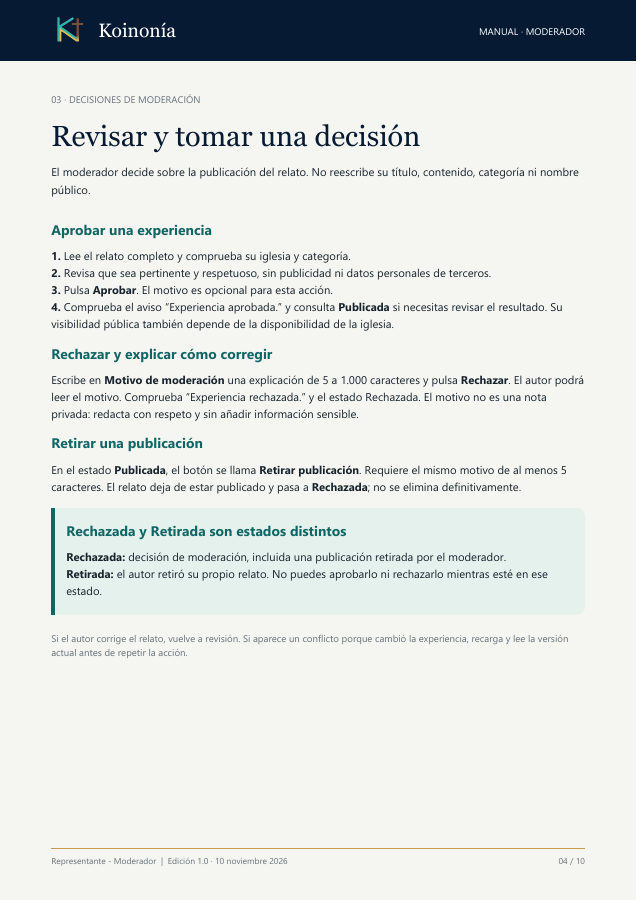 Koinonía
MANUAL · MODERADOR
03 · DECISIONES DE MODERACIÓN
Revisar y tomar una decisión
El moderador decide sobre la publicación del relato. No reescribe su título, contenido, categoría ni nombre
público.
Aprobar una experiencia
1. Lee el relato completo y comprueba su iglesia y categoría.
2. Revisa que sea pertinente y respetuoso, sin publicidad ni datos personales de terceros.
3. Pulsa Aprobar. El motivo es opcional para esta acción.
4. Comprueba el aviso “Experiencia aprobada.” y consulta Publicada si necesitas revisar el resultado. Su
visibilidad pública también depende de la disponibilidad de la iglesia.
Rechazar y explicar cómo corregir
Escribe en Motivo de moderación una explicación de 5 a 1.000 caracteres y pulsa Rechazar. El autor podrá
leer el motivo. Comprueba “Experiencia rechazada.” y el estado Rechazada. El motivo no es una nota
privada: redacta con respeto y sin añadir información sensible.
Retirar una publicación
En el estado Publicada, el botón se llama Retirar publicación. Requiere el mismo motivo de al menos 5
caracteres. El relato deja de estar publicado y pasa a Rechazada; no se elimina definitivamente.
Rechazada y Retirada son estados distintos
Rechazada: decisión de moderación, incluida una publicación retirada por el moderador.
Retirada: el autor retiró su propio relato. No puedes aprobarlo ni rechazarlo mientras esté en ese
estado.
Si el autor corrige el relato, vuelve a revisión. Si aparece un conflicto porque cambió la experiencia, recarga y lee la versión
actual antes de repetir la acción.
Representante - Moderador | Edición 1.0 · 10 noviembre 2026
04 / 10